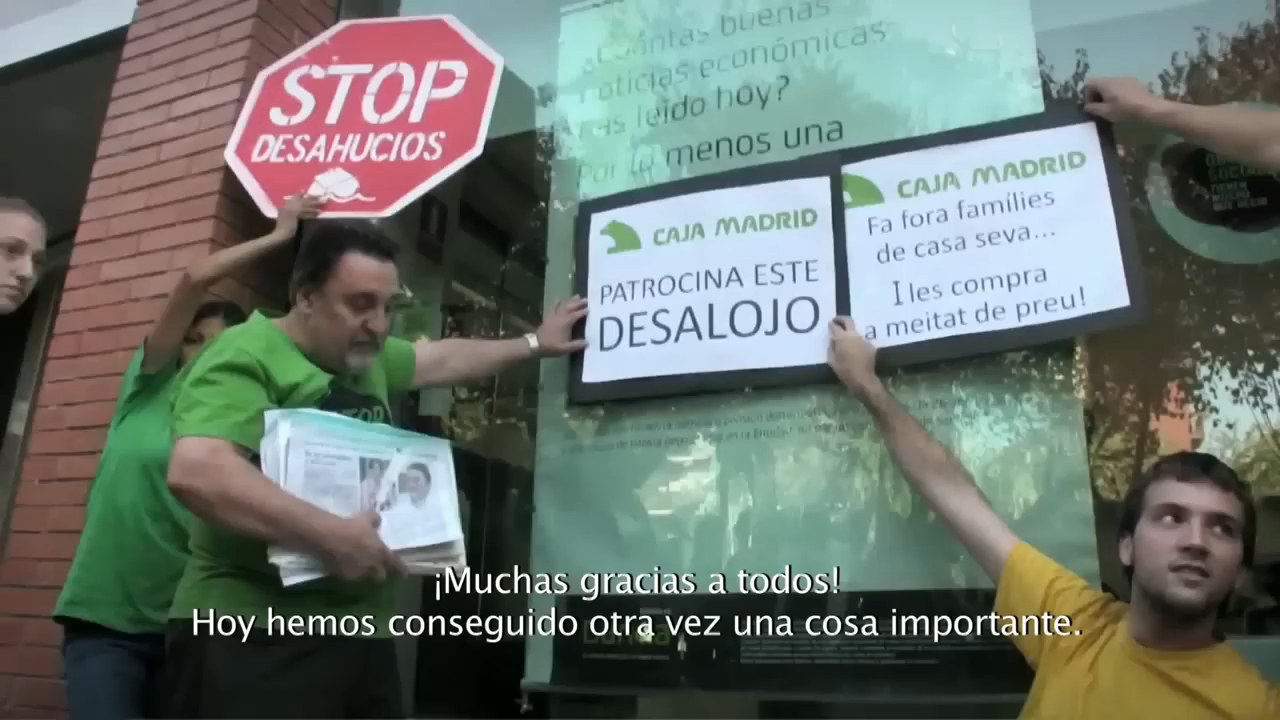 STOP
DESAHUCIOS
¿Cuántas buenas
noticias económicas
has leído hoy?
menos una
CAJA MADRID
PATROCINA ESTE
DESALOJO
CAJA MADRID
Fa fora famílies
de casa seva...
I les compra
a meitat de preu!
¡Muchas gracias a todos!
Hoy hemos conseguido otra vez una cosa importante.